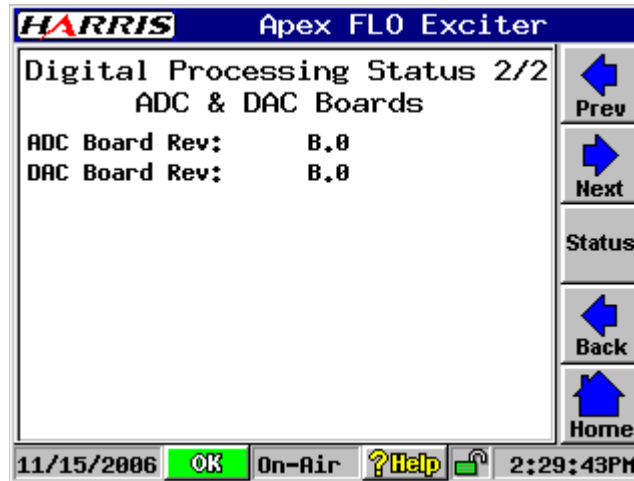 HARRIS Apex FLO Exciter
Digital Processing Status 2/2
ADC & DAC Boards
ADC Board Rev: B.0
DAC Board Rev: B.0
Prev
Next
Status
Back
Home
11/15/2006 OK On-Air ?Help 2:29:43PM